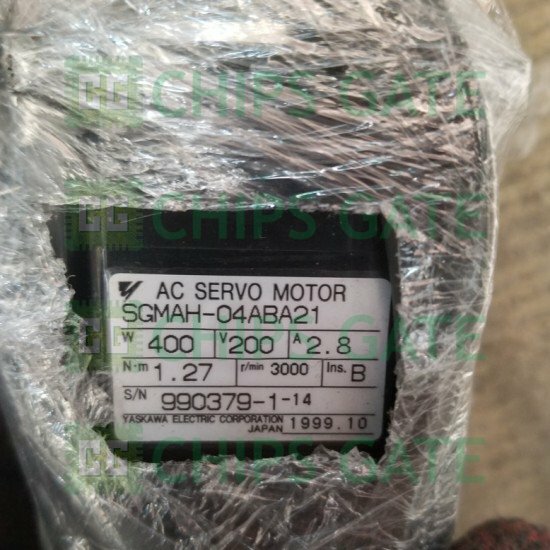 CHIPS GATE
CHIPS GATE
AC SERVO MOTOR
SGMAH-04ABA21
W 400 V 200 A 2.8
N·m 1.27 r/min 3000 Ins. B
S/N 990379-1-14
YASKAWA ELECTRIC CORPORATION
JAPAN 1999.10
CHIPS GATE
CHIPS GATE